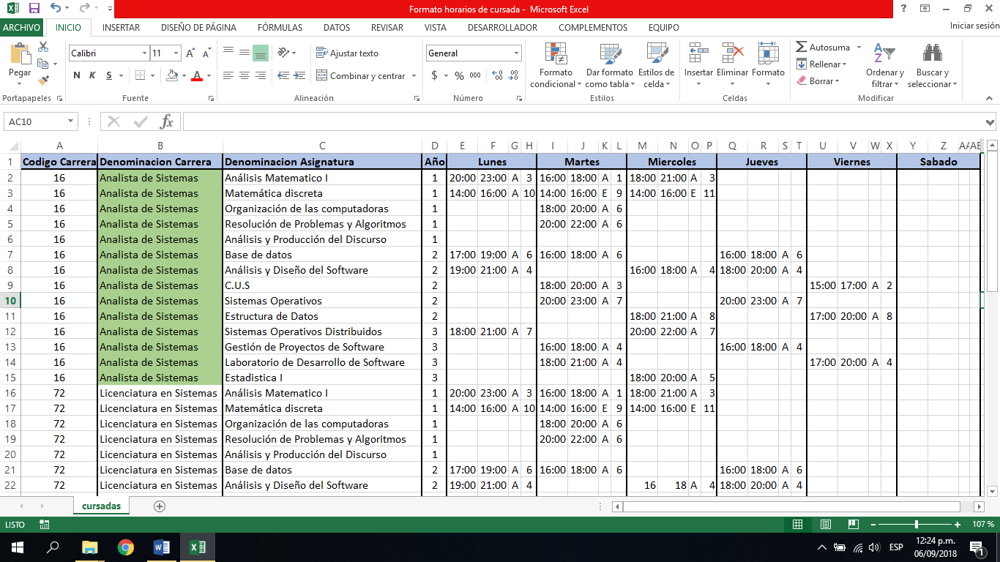 Formato horarios de cursada - Microsoft Excel
ARCHIVO INICIO INSERTAR DISEÑO DE PÁGINA FÓRMULAS DATOS REVISAR VISTA DESARROLLADOR COMPLEMENTOS EQUIPO Iniciar sesión
Pegar Calibri 11 Ajustar texto General Formato condicional Dar formato como tabla Estilos de celda Insertar Eliminar Formato Autosuma Rellenar Borrar Ordenar y filtrar Buscar y seleccionar
N K S Combinar y centrar $ % 000
Portapapeles Fuente Alineación Número Estilos Celdas Modificar
AC10 fx
A B C D E F G H I J K L M N O P Q R S T U V W X Y Z
1 Codigo Carrera Denominacion Carrera Denominacion Asignatura Año Lunes Martes Miercoles Jueves Viernes Sabado
2 16 Analista de Sistemas Análisis Matematico I 1 20:00 23:00 A 3 16:00 18:00 A 1 18:00 21:00 A 3
3 16 Analista de Sistemas Matemática discreta 1 14:00 16:00 A 10 14:00 16:00 E 9 14:00 16:00 E 11
4 16 Analista de Sistemas Organización de las computadoras 1 18:00 20:00 A 6
5 16 Analista de Sistemas Resolución de Problemas y Algoritmos 1 20:00 22:00 A 6
6 16 Analista de Sistemas Análisis y Producción del Discurso 1
7 16 Analista de Sistemas Base de datos 2 17:00 19:00 A 6 16:00 18:00 A 6 16:00 18:00 A 6
8 16 Analista de Sistemas Análisis y Diseño del Software 2 19:00 21:00 A 4 16:00 18:00 A 4 18:00 20:00 A 4
9 16 Analista de Sistemas C.U.S 2 18:00 20:00 A 3 15:00 17:00 A 2
10 16 Analista de Sistemas Sistemas Operativos 2 20:00 23:00 A 7 20:00 23:00 A 7
11 16 Analista de Sistemas Estructura de Datos 2 18:00 21:00 A 8 17:00 20:00 A 8
12 16 Analista de Sistemas Sistemas Operativos Distribuidos 3 18:00 21:00 A 7 20:00 22:00 A 7
13 16 Analista de Sistemas Gestión de Proyectos de Software 3 16:00 18:00 A 4 16:00 18:00 A 4
14 16 Analista de Sistemas Laboratorio de Desarrollo de Software 3 18:00 21:00 A 4 17:00 20:00 A 4
15 16 Analista de Sistemas Estadistica I 3 18:00 20:00 A 5
16 72 Licenciatura en Sistemas Análisis Matematico I 1 20:00 23:00 A 3 16:00 18:00 A 1 18:00 21:00 A 3
17 72 Licenciatura en Sistemas Matemática discreta 1 14:00 16:00 A 10 14:00 16:00 E 9 14:00 16:00 E 11
18 72 Licenciatura en Sistemas Organización de las computadoras 1 18:00 20:00 A 6
19 72 Licenciatura en Sistemas Resolución de Problemas y Algoritmos 1 20:00 22:00 A 6
20 72 Licenciatura en Sistemas Análisis y Producción del Discurso 1
21 72 Licenciatura en Sistemas Base de datos 2 17:00 19:00 A 6 16:00 18:00 A 6 16:00 18:00 A 6
22 72 Licenciatura en Sistemas Análisis y Diseño del Software 2 19:00 21:00 A 4 16 18 A 4 18:00 20:00 A 4
cursadas
LISTO 107 %
ESP 12:24 p.m.
06/09/2018 1